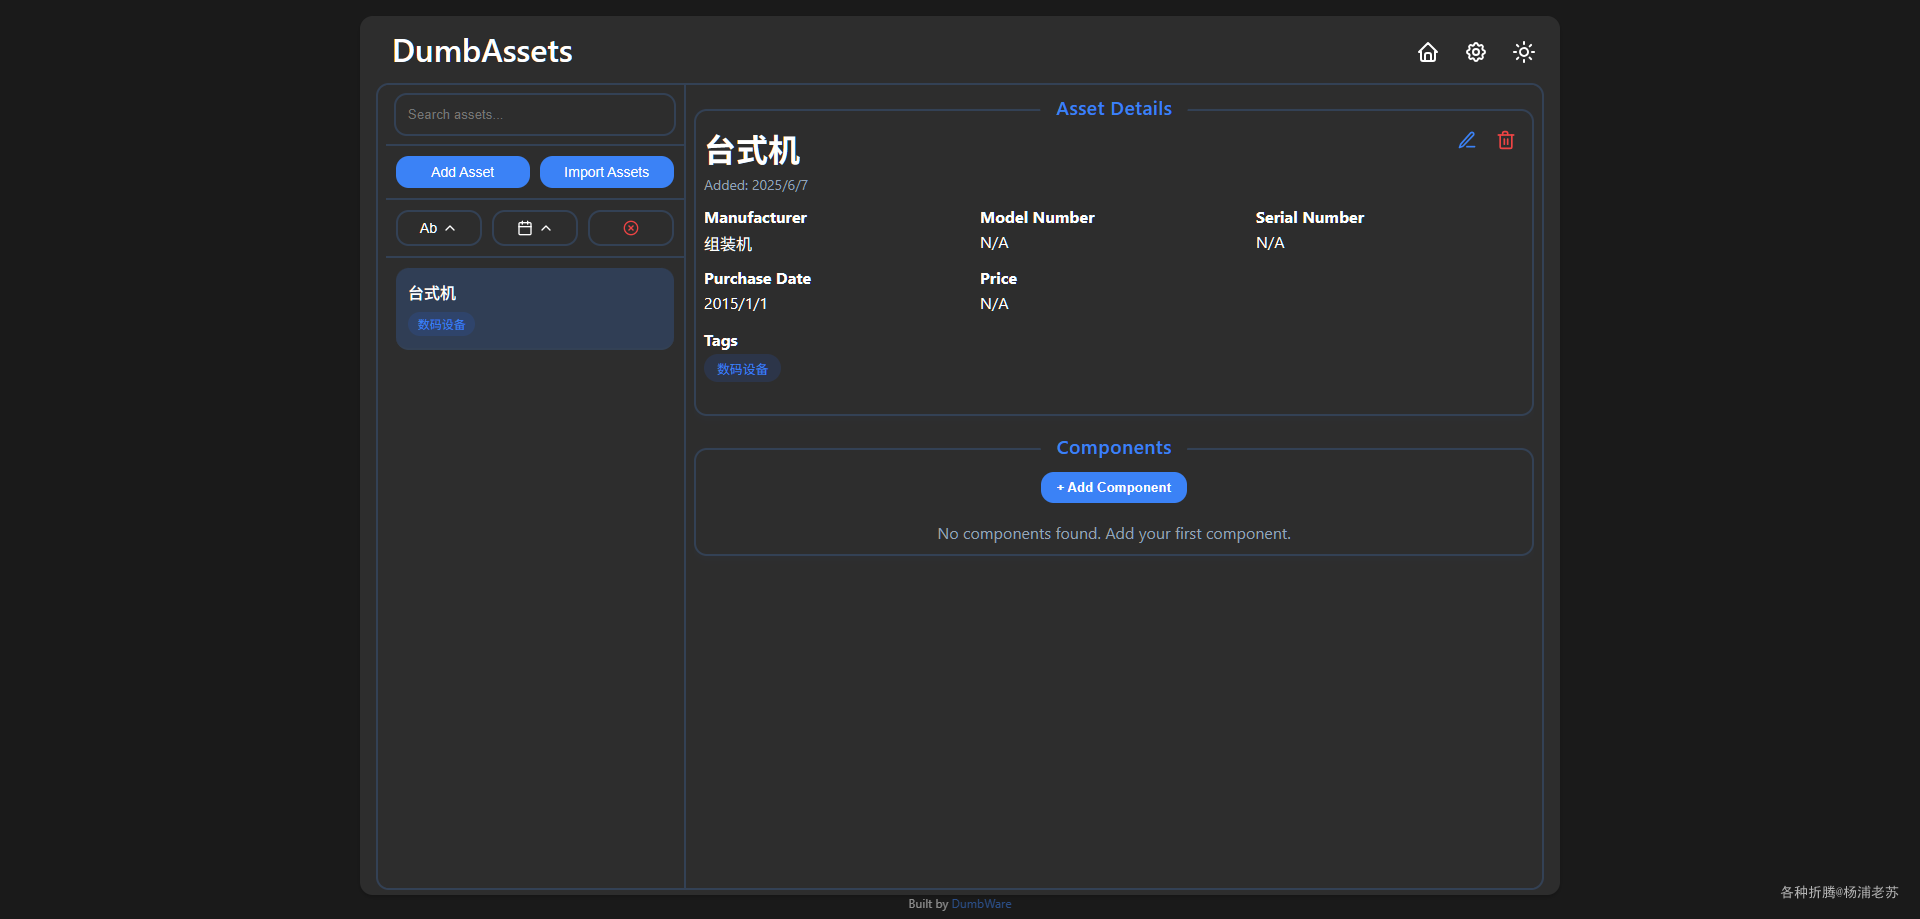 DumbAssets
Search assets...
Add Asset
Import Assets
Ab
台式机
数码设备
Asset Details
台式机
Added: 2025/6/7
Manufacturer
组装机
Model Number
N/A
Serial Number
N/A
Purchase Date
2015/1/1
Price
N/A
Tags
数码设备
Components
+ Add Component
No components found. Add your first component.
Built by DumbWare
各种折腾@杨浦老苏